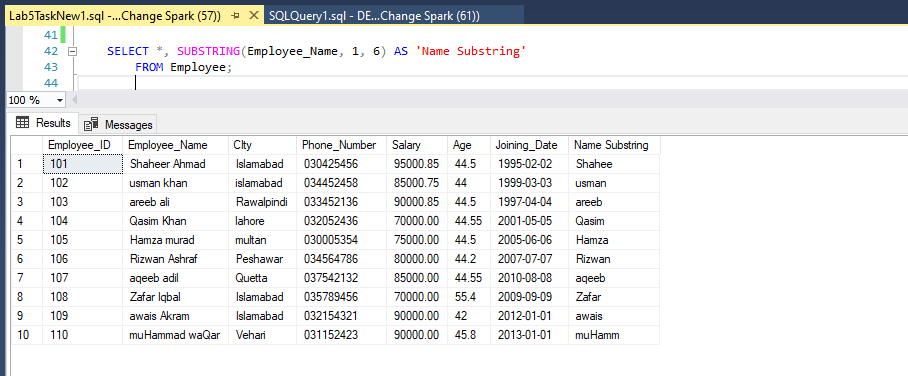 Lab5TaskNew1.sql -...Change Spark (57)) SQLQuery1.sql - DE...Change Spark (61))
41
42 SELECT *, SUBSTRING(Employee_Name, 1, 6) AS 'Name Substring'
43 FROM Employee;
44
100 %
Results Messages
Employee_ID Employee_Name CIty Phone_Number Salary Age Joining_Date Name Substring
1 101 Shaheer Ahmad Islamabad 030425456 95000.85 44.5 1995-02-02 Shahee
2 102 usman khan islamabad 034452458 85000.75 44 1999-03-03 usman
3 103 areeb ali Rawalpindi 033452136 90000.85 44.5 1997-04-04 areeb
4 104 Qasim Khan lahore 032052436 70000.00 44.55 2001-05-05 Qasim
5 105 Hamza murad multan 030005354 75000.00 44.5 2005-06-06 Hamza
6 106 Rizwan Ashraf Peshawar 034564786 80000.00 44.2 2007-07-07 Rizwan
7 107 aqeeb adil Quetta 037542132 85000.00 44.55 2010-08-08 aqeeb
8 108 Zafar Iqbal Islamabad 035789456 70000.00 55.4 2009-09-09 Zafar
9 109 awais Akram Islamabad 032154321 90000.00 42 2012-01-01 awais
10 110 muHammad waQar Vehari 031152423 90000.00 45.8 2013-01-01 muHamm